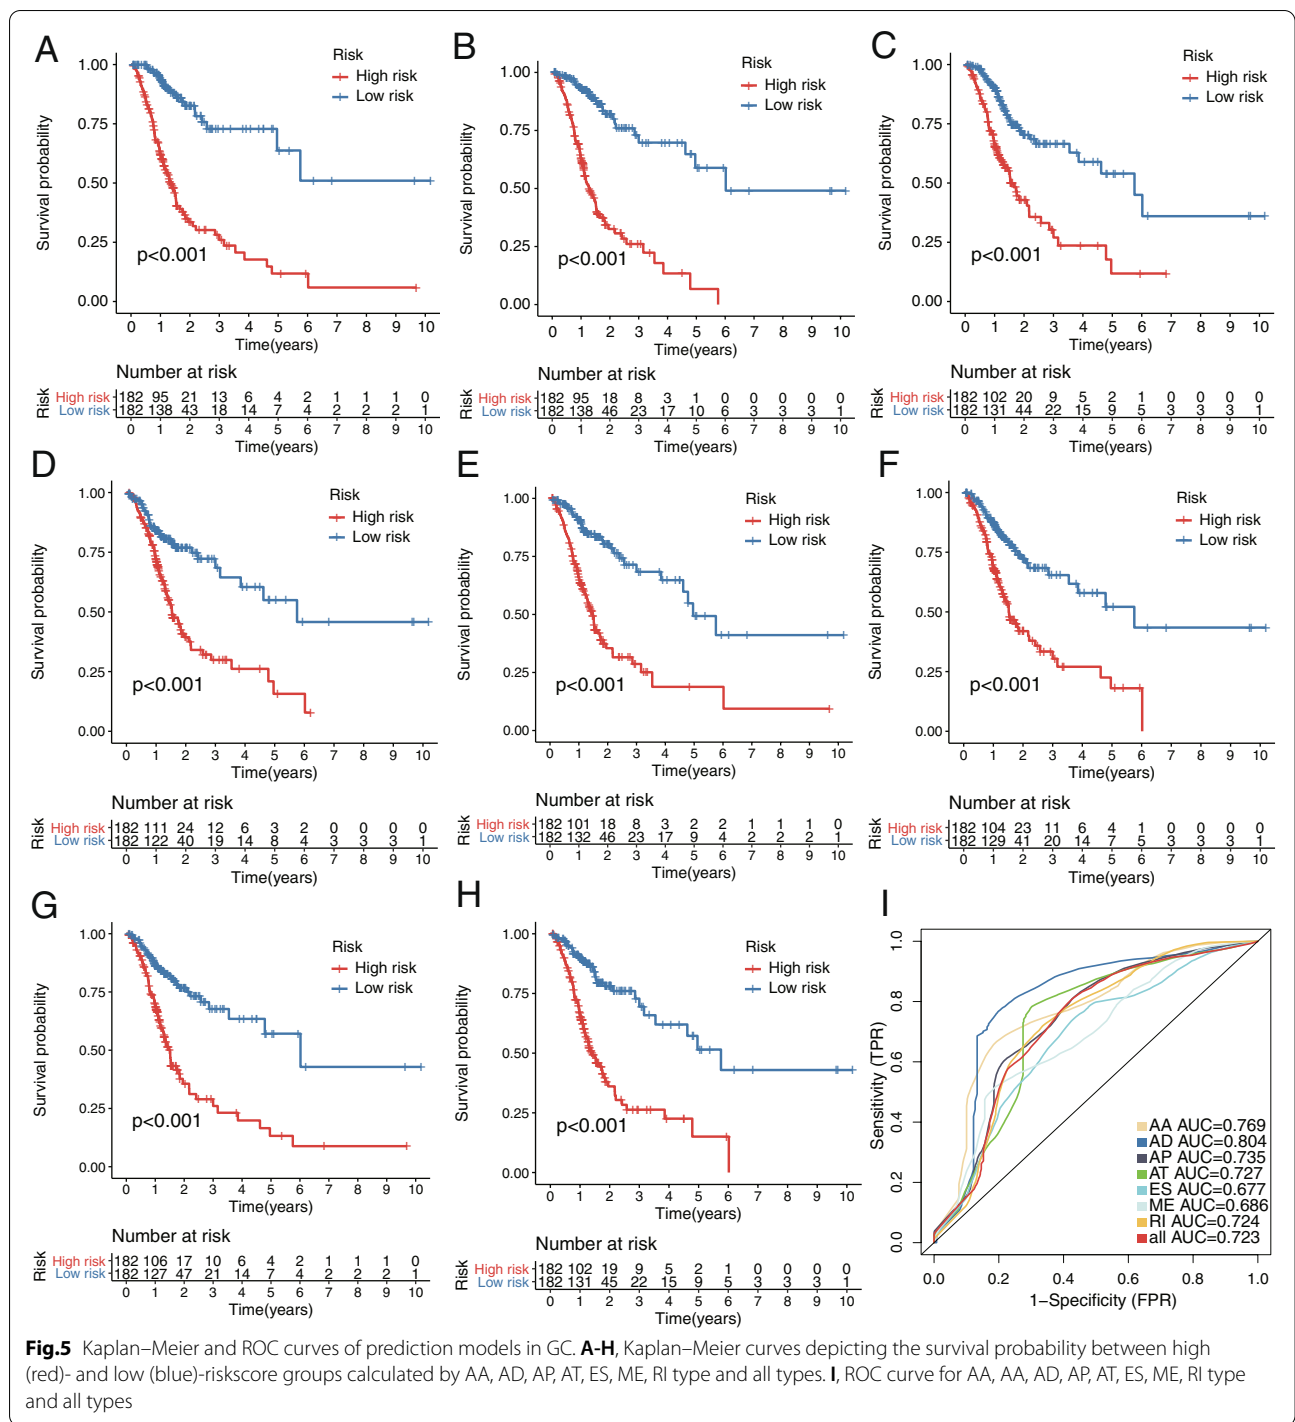 A
Risk
High risk
Low risk
1.00
0.75
0.50
0.25
0.00
Survival probability
p<0.001
0 1 2 3 4 5 6 7 8 9 10
Time(years)
Number at risk
Risk
High risk 182 95 21 13 6 4 2 1 1 1 0
Low risk 182 138 43 18 14 7 4 2 2 2 1
0 1 2 3 4 5 6 7 8 9 10
Time(years)
B
Risk
High risk
Low risk
1.00
0.75
0.50
0.25
0.00
Survival probability
p<0.001
0 1 2 3 4 5 6 7 8 9 10
Time(years)
Number at risk
Risk
High risk 182 95 18 8 3 1 0 0 0 0 0
Low risk 182 138 46 23 17 10 6 3 3 3 1
0 1 2 3 4 5 6 7 8 9 10
Time(years)
C
Risk
High risk
Low risk
1.00
0.75
0.50
0.25
0.00
Survival probability
p<0.001
0 1 2 3 4 5 6 7 8 9 10
Time(years)
Number at risk
Risk
High risk 182 102 20 9 5 2 1 0 0 0 0
Low risk 182 131 44 22 15 9 5 3 3 3 1
0 1 2 3 4 5 6 7 8 9 10
Time(years)
D
Risk
High risk
Low risk
1.00
0.75
0.50
0.25
0.00
Survival probability
p<0.001
0 1 2 3 4 5 6 7 8 9 10
Time(years)
Number at risk
Risk
High risk 182 111 24 12 6 3 2 0 0 0 0
Low risk 182 122 40 19 14 8 4 3 3 3 1
0 1 2 3 4 5 6 7 8 9 10
Time(years)
E
Risk
High risk
Low risk
1.00
0.75
0.50
0.25
0.00
Survival probability
p<0.001
0 1 2 3 4 5 6 7 8 9 10
Time(years)
Number at risk
Risk
High risk 182 101 18 8 3 2 2 1 1 1 0
Low risk 182 132 46 23 17 9 4 2 2 2 1
0 1 2 3 4 5 6 7 8 9 10
Time(years)
F
Risk
High risk
Low risk
1.00
0.75
0.50
0.25
0.00
Survival probability
p<0.001
0 1 2 3 4 5 6 7 8 9 10
Time(years)
Number at risk
Risk
High risk 182 104 23 11 6 4 1 0 0 0 0
Low risk 182 129 41 20 14 7 5 3 3 3 1
0 1 2 3 4 5 6 7 8 9 10
Time(years)
G
Risk
High risk
Low risk
1.00
0.75
0.50
0.25
0.00
Survival probability
p<0.001
0 1 2 3 4 5 6 7 8 9 10
Time(years)
Number at risk
Risk
High risk 182 106 17 10 6 4 2 1 1 1 0
Low risk 182 127 47 21 14 7 4 2 2 2 1
0 1 2 3 4 5 6 7 8 9 10
Time(years)
H
Risk
High risk
Low risk
1.00
0.75
0.50
0.25
0.00
Survival probability
p<0.001
0 1 2 3 4 5 6 7 8 9 10
Time(years)
Number at risk
Risk
High risk 182 102 19 9 5 2 1 0 0 0 0
Low risk 182 131 45 22 15 9 5 3 3 3 1
0 1 2 3 4 5 6 7 8 9 10
Time(years)
I
1.0
0.8
0.6
0.4
0.2
0.0
Sensitivity (TPR)
AA AUC=0.769
AD AUC=0.804
AP AUC=0.735
AT AUC=0.727
ES AUC=0.677
ME AUC=0.686
RI AUC=0.724
all AUC=0.723
0.0 0.2 0.4 0.6 0.8 1.0
1−Specificity (FPR)
Fig.5 Kaplan–Meier and ROC curves of prediction models in GC. A-H, Kaplan–Meier curves depicting the survival probability between high
(red)- and low (blue)-riskscore groups calculated by AA, AD, AP, AT, ES, ME, RI type and all types. I, ROC curve for AA, AA, AD, AP, AT, ES, ME, RI type
and all types